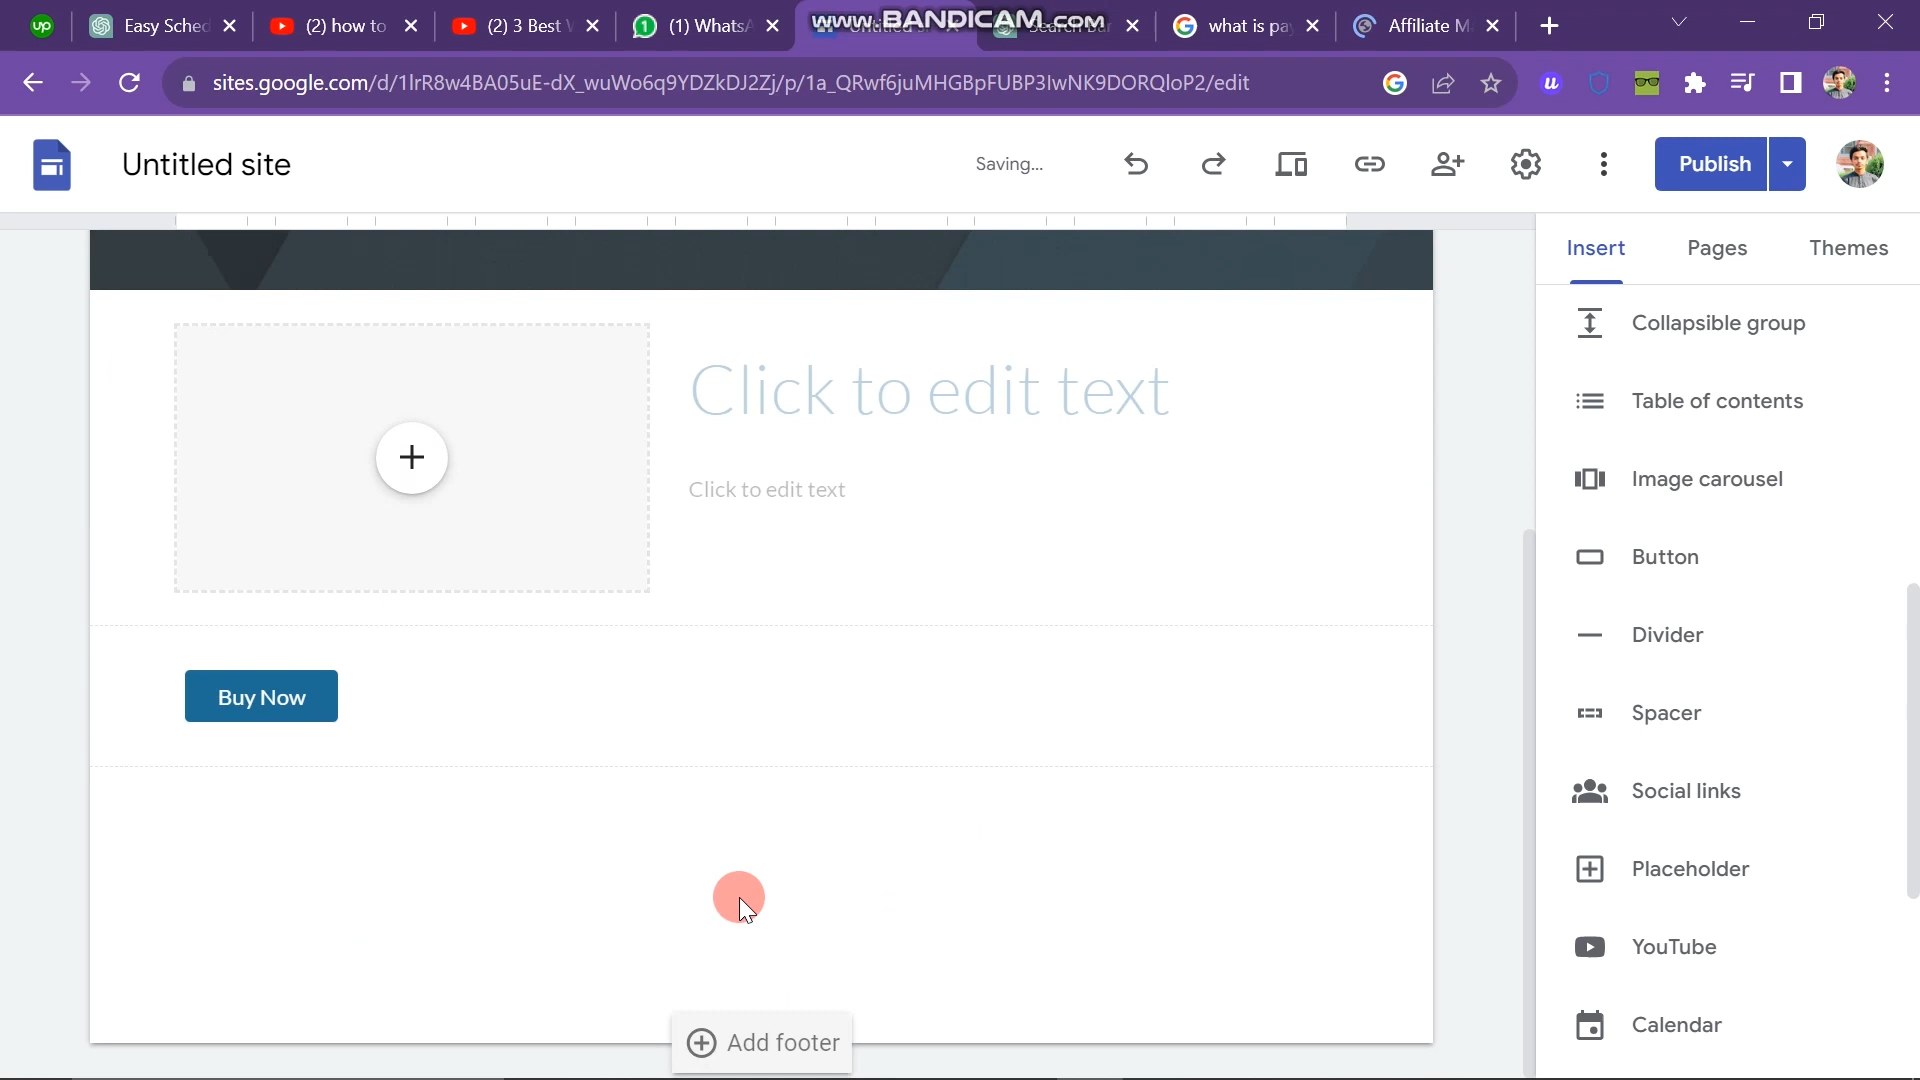 up
Easy Sched
(2) how to
(2) 3 Best
(1) WhatsA
www.BANDICAM.com
what is pay
Affiliate M
sites.google.com/d/1lrR8w4BA05uE-dX_wuWo6q9YDZkDJ2Zj/p/1a_QRwf6juMHGBpFUBP3IwNK9DORQloP2/edit
Untitled site
Saving...
Publish
Insert
Pages
Themes
Collapsible group
Click to edit text
Table of contents
Image carousel
Click to edit text
Button
Divider
Buy Now
Spacer
Social links
Placeholder
YouTube
Calendar
Add footer